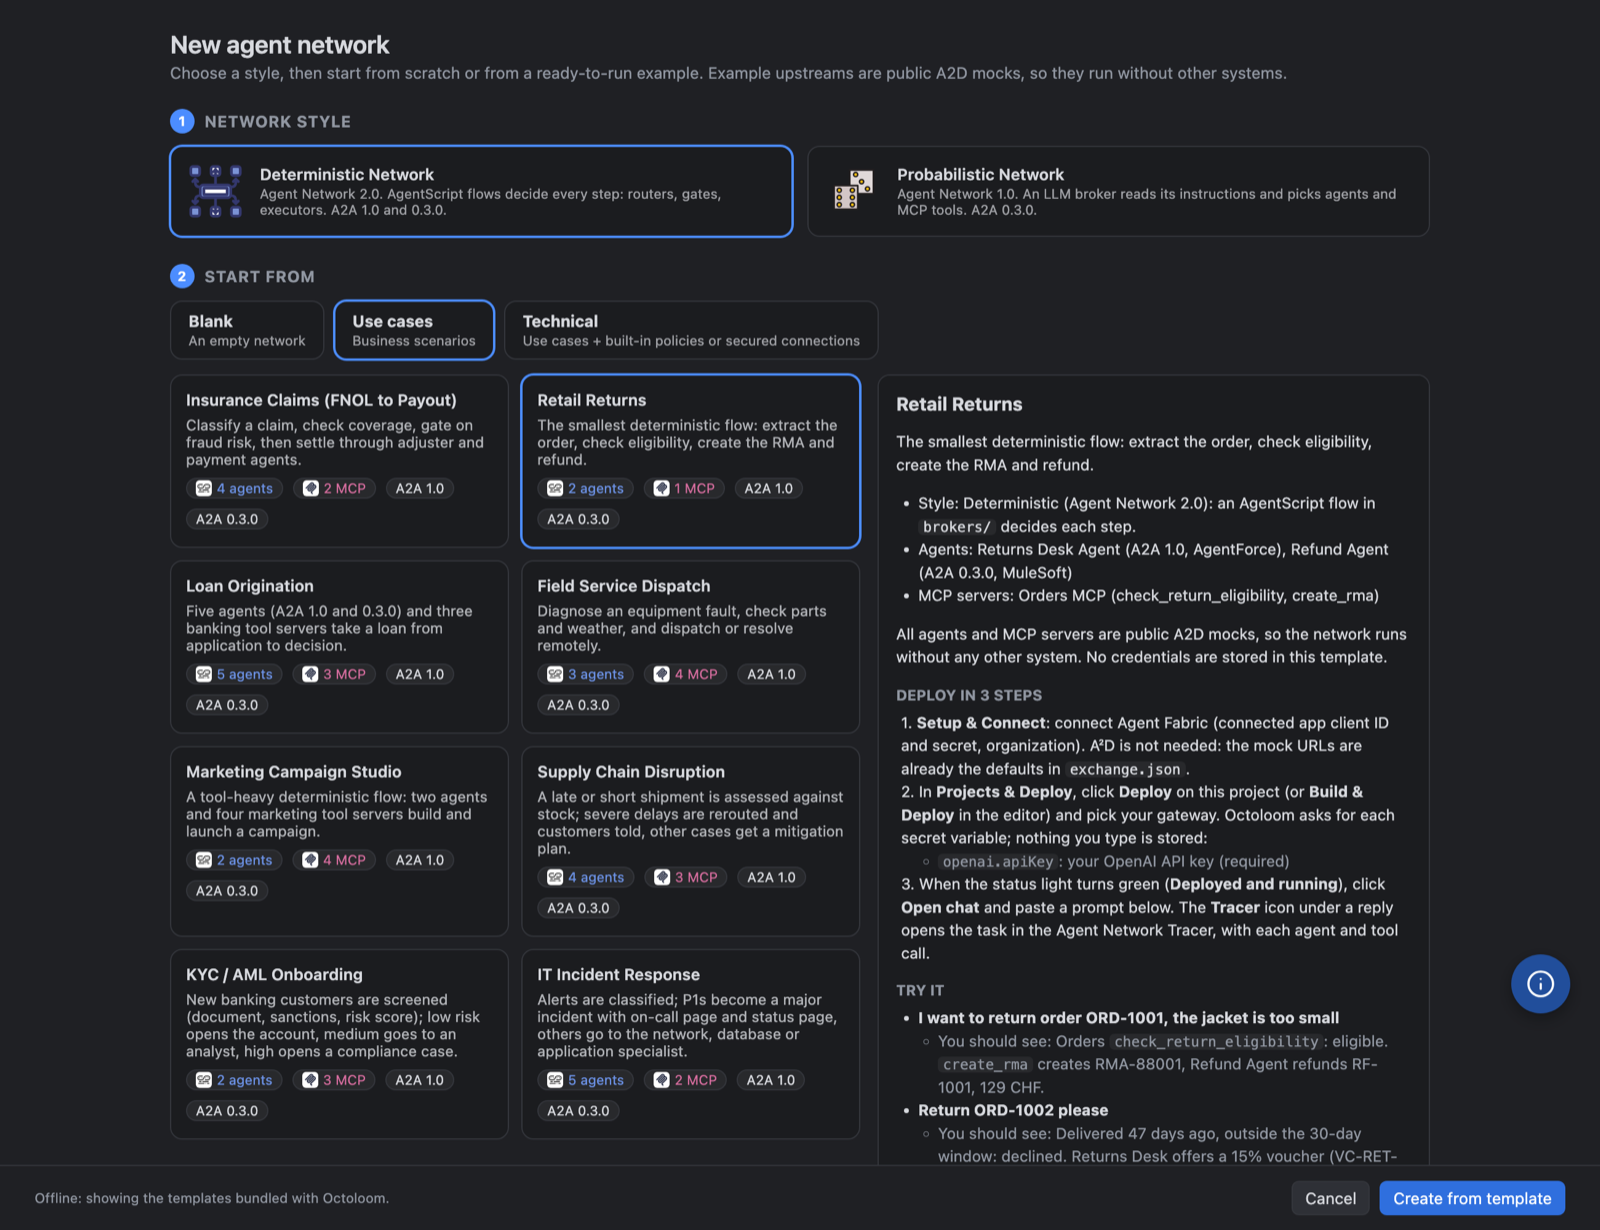 New agent network
Choose a style, then start from scratch or from a ready-to-run example. Example upstreams are public A2D mocks, so they run without other systems.
1 NETWORK STYLE
Deterministic Network
Agent Network 2.0. AgentScript flows decide every step: routers, gates,
executors. A2A 1.0 and 0.3.0.
Probabilistic Network
Agent Network 1.0. An LLM broker reads its instructions and picks agents and
MCP tools. A2A 0.3.0.
2 START FROM
Blank
An empty network
Use cases
Business scenarios
Technical
Use cases + built-in policies or secured connections
Insurance Claims (FNOL to Payout)
Classify a claim, check coverage, gate on
fraud risk, then settle through adjuster and
payment agents.
4 agents 2 MCP A2A 1.0
A2A 0.3.0
Retail Returns
The smallest deterministic flow: extract the
order, check eligibility, create the RMA and
refund.
2 agents 1 MCP A2A 1.0
A2A 0.3.0
Loan Origination
Five agents (A2A 1.0 and 0.3.0) and three
banking tool servers take a loan from
application to decision.
5 agents 3 MCP A2A 1.0
A2A 0.3.0
Field Service Dispatch
Diagnose an equipment fault, check parts
and weather, and dispatch or resolve
remotely.
3 agents 4 MCP A2A 1.0
A2A 0.3.0
Marketing Campaign Studio
A tool-heavy deterministic flow: two agents
and four marketing tool servers build and
launch a campaign.
2 agents 4 MCP A2A 1.0
A2A 0.3.0
Supply Chain Disruption
A late or short shipment is assessed against
stock; severe delays are rerouted and
customers told, other cases get a mitigation
plan.
4 agents 3 MCP A2A 1.0
A2A 0.3.0
KYC / AML Onboarding
New banking customers are screened
(document, sanctions, risk score); low risk
opens the account, medium goes to an
analyst, high opens a compliance case.
2 agents 3 MCP A2A 1.0
A2A 0.3.0
IT Incident Response
Alerts are classified; P1s become a major
incident with on-call page and status page,
others go to the network, database or
application specialist.
5 agents 2 MCP A2A 1.0
A2A 0.3.0
Retail Returns
The smallest deterministic flow: extract the order, check eligibility,
create the RMA and refund.
• Style: Deterministic (Agent Network 2.0): an AgentScript flow in
brokers/ decides each step.
• Agents: Returns Desk Agent (A2A 1.0, AgentForce), Refund Agent
(A2A 0.3.0, MuleSoft)
• MCP servers: Orders MCP (check_return_eligibility, create_rma)
All agents and MCP servers are public A2D mocks, so the network runs
without any other system. No credentials are stored in this template.
DEPLOY IN 3 STEPS
1. Setup & Connect: connect Agent Fabric (connected app client ID
and secret, organization). A²D is not needed: the mock URLs are
already the defaults in exchange.json.
2. In Projects & Deploy, click Deploy on this project (or Build &
Deploy in the editor) and pick your gateway. Octoloom asks for each
secret variable; nothing you type is stored:
◦ openai.apiKey: your OpenAI API key (required)
3. When the status light turns green (Deployed and running), click
Open chat and paste a prompt below. The Tracer icon under a reply
opens the task in the Agent Network Tracer, with each agent and tool
call.
TRY IT
• I want to return order ORD-1001, the jacket is too small
◦ You should see: Orders check_return_eligibility: eligible.
create_rma creates RMA-88001, Refund Agent refunds RF-
1001, 129 CHF.
• Return ORD-1002 please
◦ You should see: Delivered 47 days ago, outside the 30-day
window: declined. Returns Desk offers a 15% voucher (VC-RET-
Offline: showing the templates bundled with Octoloom.
Cancel
Create from template